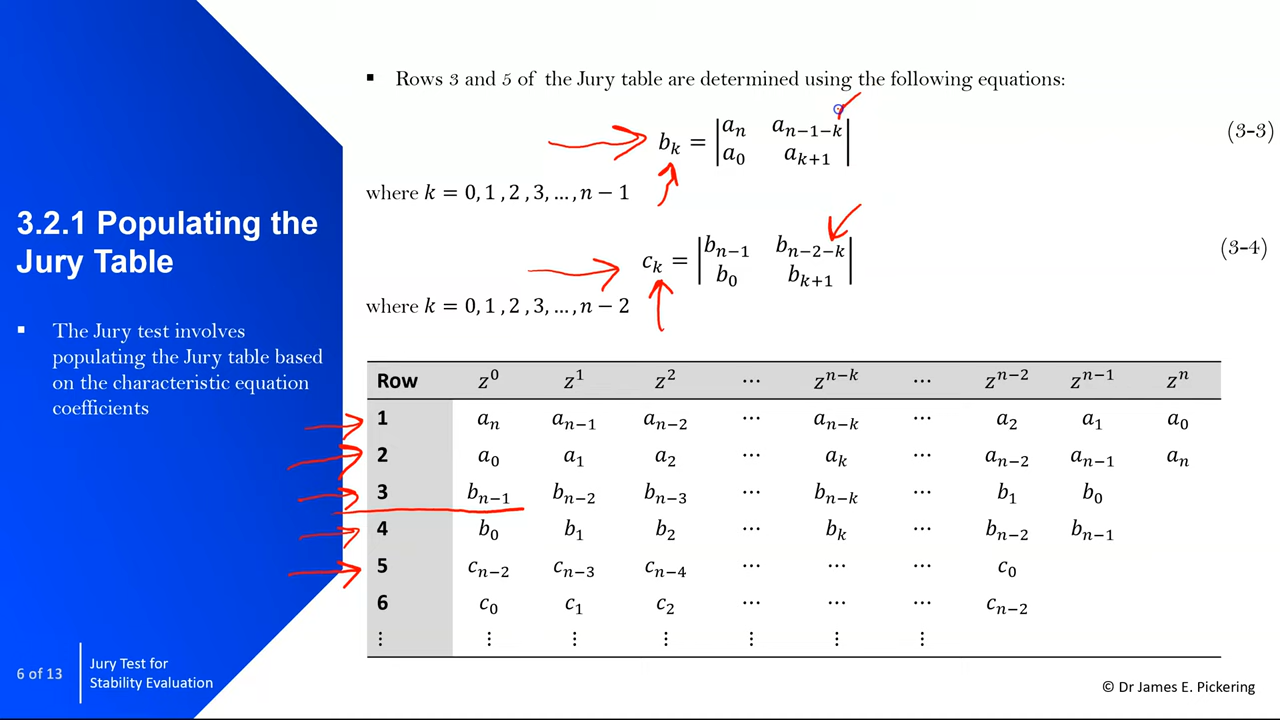 3.2.1 Populating the
Jury Table
▪ The Jury test involves
populating the Jury table based
on the characteristic equation
coefficients
6 of 13
Jury Test for
Stability Evaluation
▪ Rows 3 and 5 of the Jury table are determined using the following equations:
b_k = |a_n a_{n−1−k}| (3-3)
|a_0 a_{k+1}|
where k = 0, 1 , 2 , 3, … , n − 1
c_k = |b_{n−1} b_{n−2−k}| (3-4)
|b_0 b_{k+1}|
where k = 0, 1 , 2 , 3, … , n − 2
Row z^0 z^1 z^2 ⋯ z^{n−k} ⋯ z^{n−2} z^{n−1} z^n
1 a_n a_{n−1} a_{n−2} ⋯ a_{n−k} ⋯ a_2 a_1 a_0
2 a_0 a_1 a_2 ⋯ a_k ⋯ a_{n−2} a_{n−1} a_n
3 b_{n−1} b_{n−2} b_{n−3} ⋯ b_{n−k} ⋯ b_1 b_0
4 b_0 b_1 b_2 ⋯ b_k ⋯ b_{n−2} b_{n−1}
5 c_{n−2} c_{n−3} c_{n−4} ⋯ ⋯ ⋯ c_0
6 c_0 c_1 c_2 ⋯ ⋯ ⋯ c_{n−2}
⋮ ⋮ ⋮ ⋮ ⋮ ⋮ ⋮
© Dr James E. Pickering